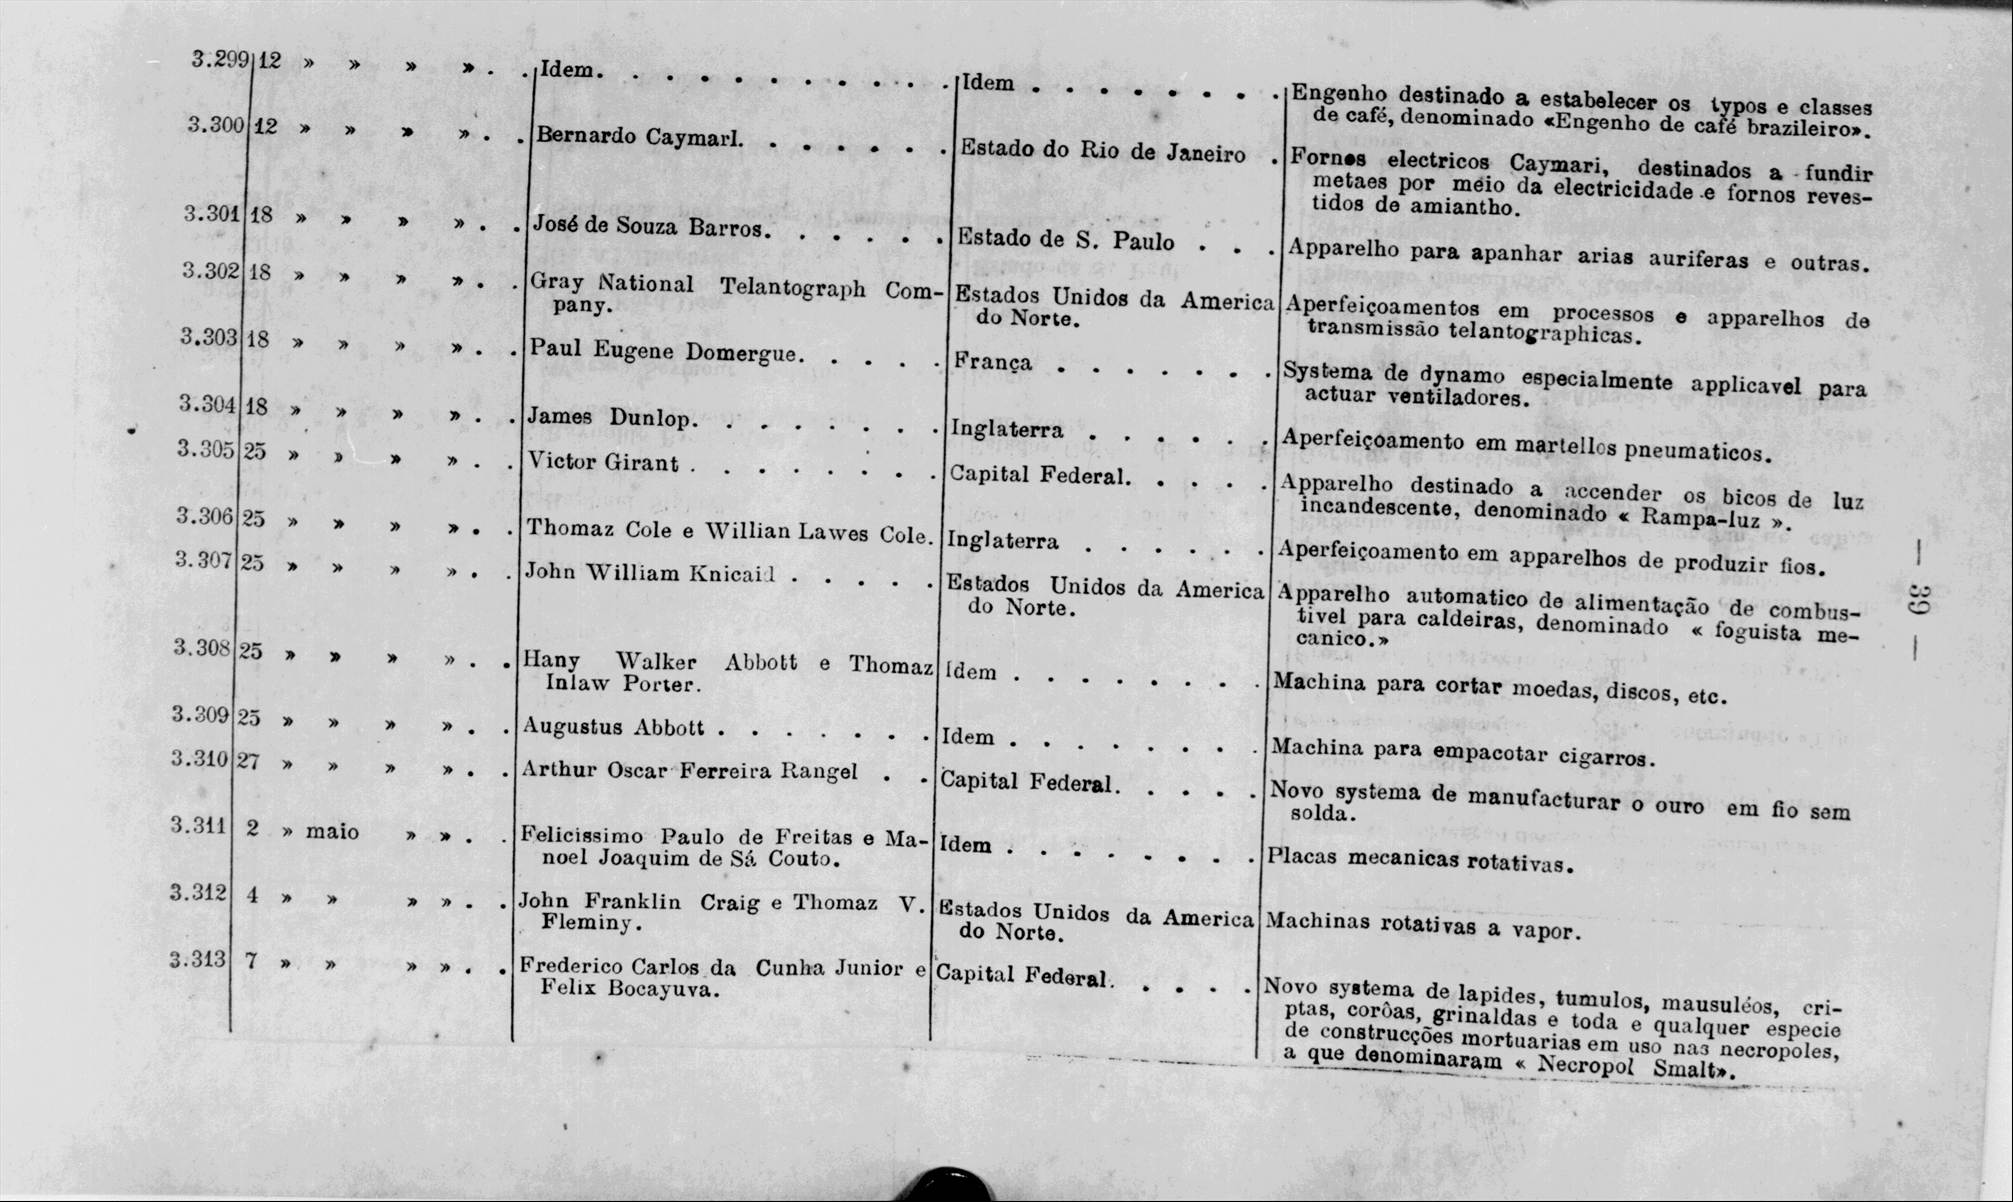 3.299 12 » » » » . . Idem. . . . . . . . . . . Idem . . . . . . . . Engenho destinado a estabelecer os typos e classes
de café, denominado «Engenho de café brazileiro».
3.300 12 » » » » . . Bernardo Caymarl. . . . . . . Estado do Rio de Janeiro . Fornos electricos Caymari, destinados a fundir
metaes por meio da electricidade e fornos reves-
tidos de amiantho.
3.301 18 » » » » . . José de Souza Barros. . . . . . Estado de S. Paulo . . . Apparelho para apanhar arias auriferas e outras.
3.302 18 » » » » . . Gray National Telantograph Com- Estados Unidos da America Aperfeiçoamentos em processos e apparelhos de
pany. do Norte. transmissão telantographicas.
3.303 18 » » » » . . Paul Eugene Domergue. . . . . França . . . . . . . Systema de dynamo especialmente applicavel para
actuar ventiladores.
3.304 18 » » » » . . James Dunlop. . . . . . . . Inglaterra . . . . . . Aperfeiçoamento em martellos pneumaticos.
3.305 25 » » » » . . Victor Girant . . . . . . . . Capital Federal. . . . . Apparelho destinado a accender os bicos de luz
incandescente, denominado « Rampa-luz ».
3.306 25 » » » » . . Thomaz Cole e Willian Lawes Cole. Inglaterra . . . . . . Aperfeiçoamento em apparelhos de produzir fios.
3.307 25 » » » » . . John William Knicaid . . . . . Estados Unidos da America Apparelho automatico de alimentação de combus-
do Norte. tivel para caldeiras, denominado « foguista me-
canico.»
3.308 25 » » » » . . Hany Walker Abbott e Thomaz Idem . . . . . . . . Machina para cortar moedas, discos, etc.
Inlaw Porter.
3.309 25 » » » » . . Augustus Abbott . . . . . . . Idem . . . . . . . . Machina para empacotar cigarros.
3.310 27 » » » » . . Arthur Oscar Ferreira Rangel . . Capital Federal. . . . . Novo systema de manufacturar o ouro em fio sem
solda.
3.311 2 » maio » » . . Felicissimo Paulo de Freitas e Ma- Idem . . . . . . . . Placas mecanicas rotativas.
noel Joaquim de Sá Couto.
3.312 4 » » » » . . John Franklin Craig e Thomaz V. Estados Unidos da America Machinas rotativas a vapor.
Fleminy. do Norte.
3.313 7 » » » » . . Frederico Carlos da Cunha Junior e Capital Federal. . . . . Novo systema de lapides, tumulos, mausuléos, cri-
Felix Bocayuva. ptas, corôas, grinaldas e toda e qualquer especie
de construcções mortuarias em uso nas necropoles,
a que denominaram « Necropol Smalt».
— 39 —